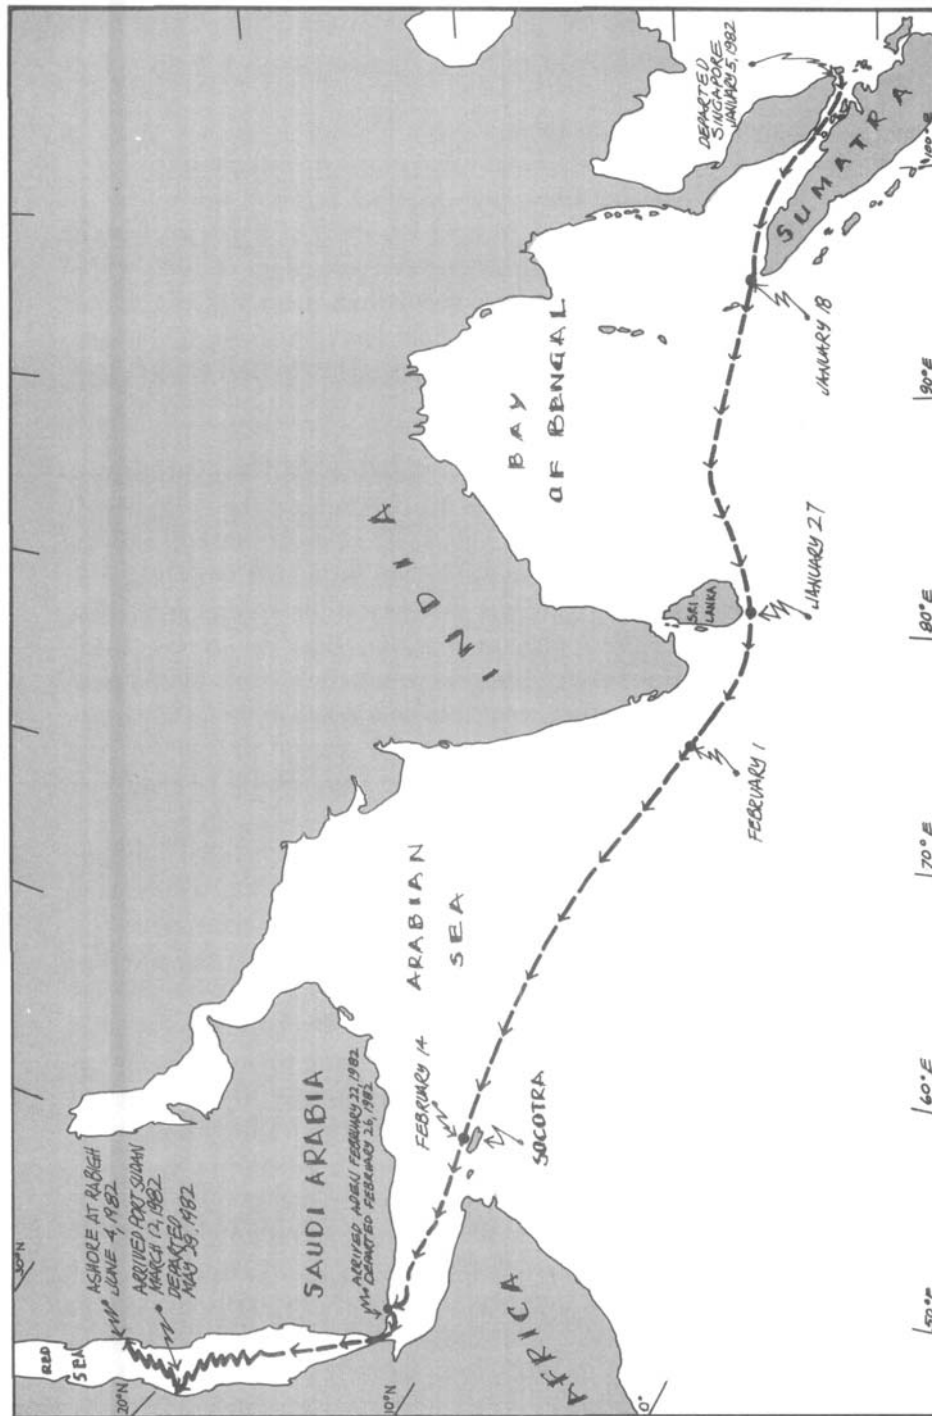 DEPARTED
SINGAPORE
JANUARY 5, 1982
SUMATRA
100°E
JANUARY 18
90°E
BAY
OF BENGAL
INDIA
SRI
LANKA
JANUARY 27
80°E
FEBRUARY 1
70°E
ARABIAN
SEA
FEBRUARY 14
SOCOTRA
60°E
SAUDI ARABIA
ARRIVED ADEN FEBRUARY 22, 1982
DEPARTED FEBRUARY 26, 1982
ASHORE AT RABIGH
JUNE 4, 1982
ARRIVED PORT SUDAN
MARCH 12, 1982
DEPARTED
MAY 29, 1982
RED
SEA
AFRICA
30°N
20°N
10°N
0°
50°E